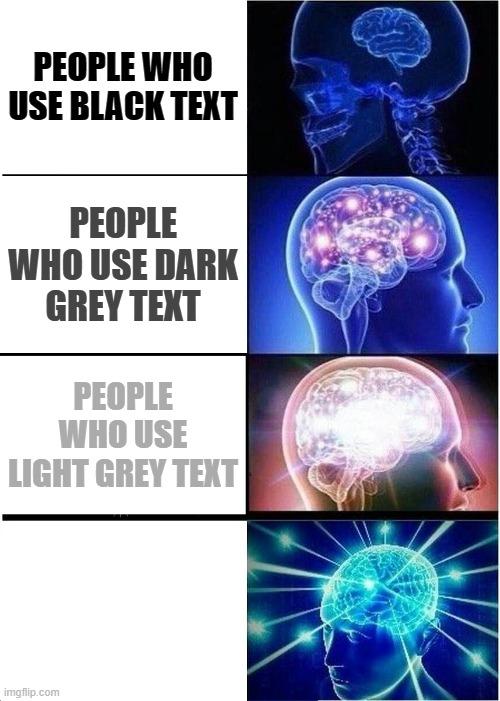 PEOPLE WHO
USE BLACK TEXT
PEOPLE
WHO USE DARK
GREY TEXT
PEOPLE
WHO USE
LIGHT GREY TEXT
imgflip.com